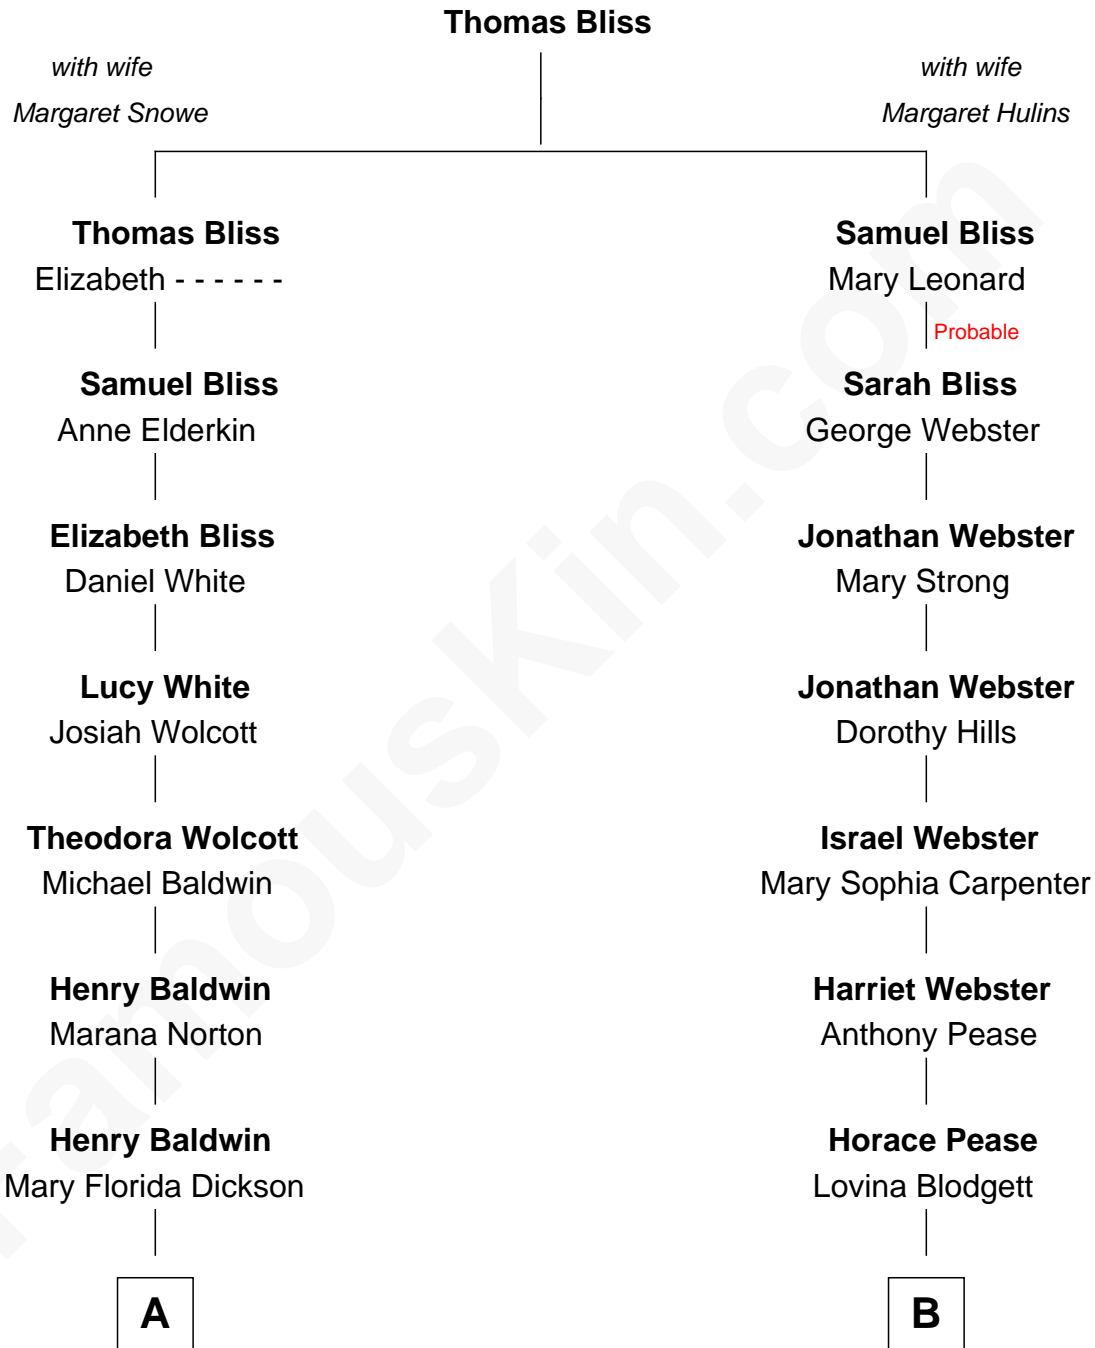 Thomas Bliss
with wife
Margaret Snowe
with wife
Margaret Hulins
Thomas Bliss
Elizabeth - - - - - -
Samuel Bliss
Mary Leonard
Probable
Samuel Bliss
Anne Elderkin
Sarah Bliss
George Webster
Elizabeth Bliss
Daniel White
Jonathan Webster
Mary Strong
Lucy White
Josiah Wolcott
Jonathan Webster
Dorothy Hills
Theodora Wolcott
Michael Baldwin
Israel Webster
Mary Sophia Carpenter
Henry Baldwin
Marana Norton
Harriet Webster
Anthony Pease
Henry Baldwin
Mary Florida Dickson
Horace Pease
Lovina Blodgett
A
B
famouskin.com